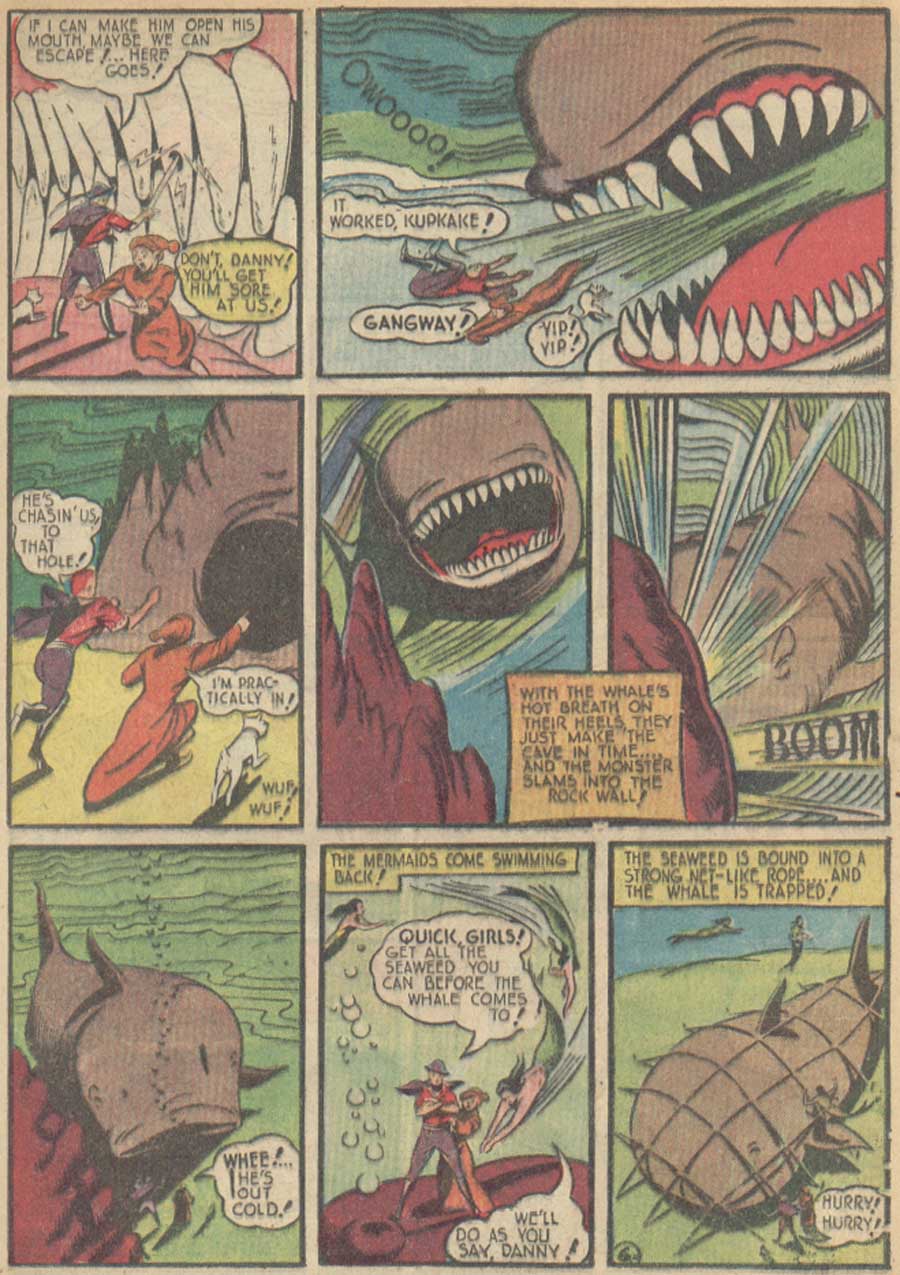 IF I CAN MAKE HIM OPEN HIS
MOUTH, MAYBE WE CAN
ESCAPE!... HERE
GOES!
DON'T, DANNY!
YOU'LL GET
HIM SORE
AT US!
OWOOOO!
IT
WORKED, KUPKAKE!
GANGWAY!
YIP!
YIP!
HE'S
CHASIN' US
TO
THAT
HOLE!
I'M PRAC-
TICALLY IN!
WUF!
WUF!
WITH THE WHALE'S
HOT BREATH ON
THEIR HEELS, THEY
JUST MAKE THE
CAVE IN TIME....
AND THE MONSTER
SLAMS INTO THE
ROCK WALL!
BOOM
WHEE!...
HE'S
OUT
COLD!
THE MERMAIDS COME SWIMMING
BACK!
QUICK, GIRLS!
GET ALL THE
SEAWEED YOU
CAN BEFORE THE
WHALE COMES
TO!
WE'LL
DO AS YOU
SAY, DANNY!
THE SEAWEED IS BOUND INTO A
STRONG NET-LIKE ROPE....AND
THE WHALE IS TRAPPED!
HURRY!
HURRY!
6